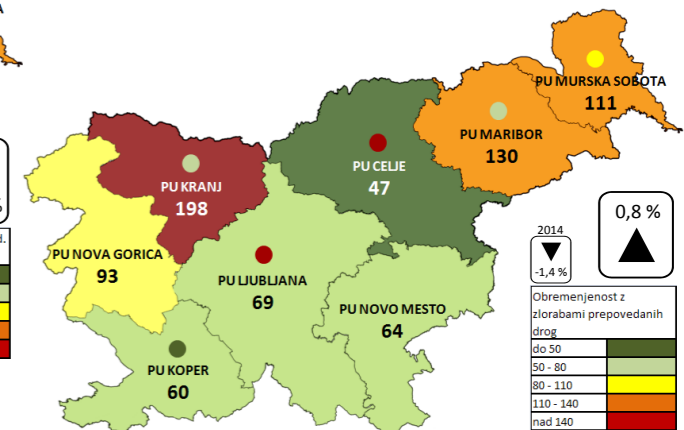 PU MURSKA SOBOTA
111
PU MARIBOR
130
PU CELJE
47
PU KRANJ
198
PU NOVA GORICA
93
PU LJUBLJANA
69
PU NOVO MESTO
64
PU KOPER
60
2014
-1,4 %
0,8 %
Obremenjenost z
zlorabami prepovedanih
drog
do 50
50 - 80
80 - 110
110 - 140
nad 140